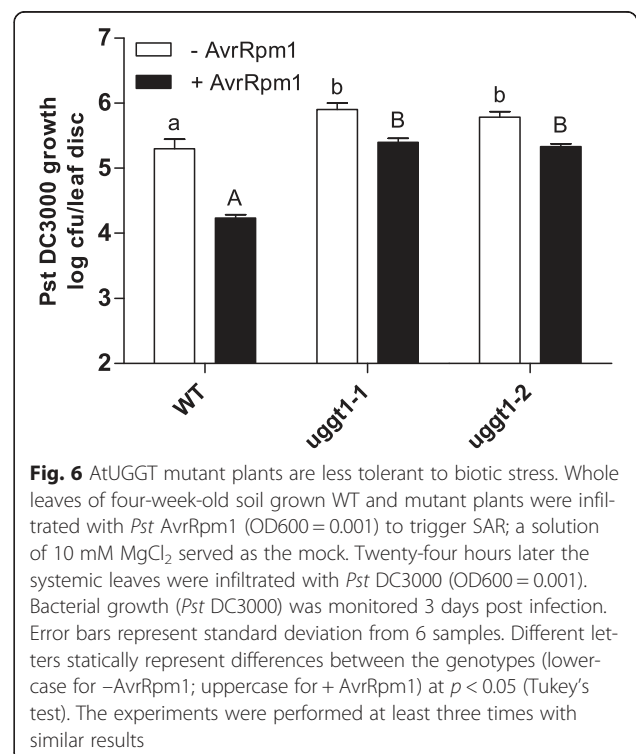 7
- AvrRpm1
+ AvrRpm1
6
5
4
3
2
Pst DC3000 growth
log cfu/leaf disc
a
A
b
B
b
B
WT
uggt1-1
uggt1-2
Fig. 6 AtUGGT mutant plants are less tolerant to biotic stress. Whole
leaves of four-week-old soil grown WT and mutant plants were infil-
trated with Pst AvrRpm1 (OD600 = 0.001) to trigger SAR; a solution
of 10 mM MgCl₂ served as the mock. Twenty-four hours later the
systemic leaves were infiltrated with Pst DC3000 (OD600 = 0.001).
Bacterial growth (Pst DC3000) was monitored 3 days post infection.
Error bars represent standard deviation from 6 samples. Different let-
ters statically represent differences between the genotypes (lower-
case for –AvrRpm1; uppercase for + AvrRpm1) at p < 0.05 (Tukey's
test). The experiments were performed at least three times with
similar results